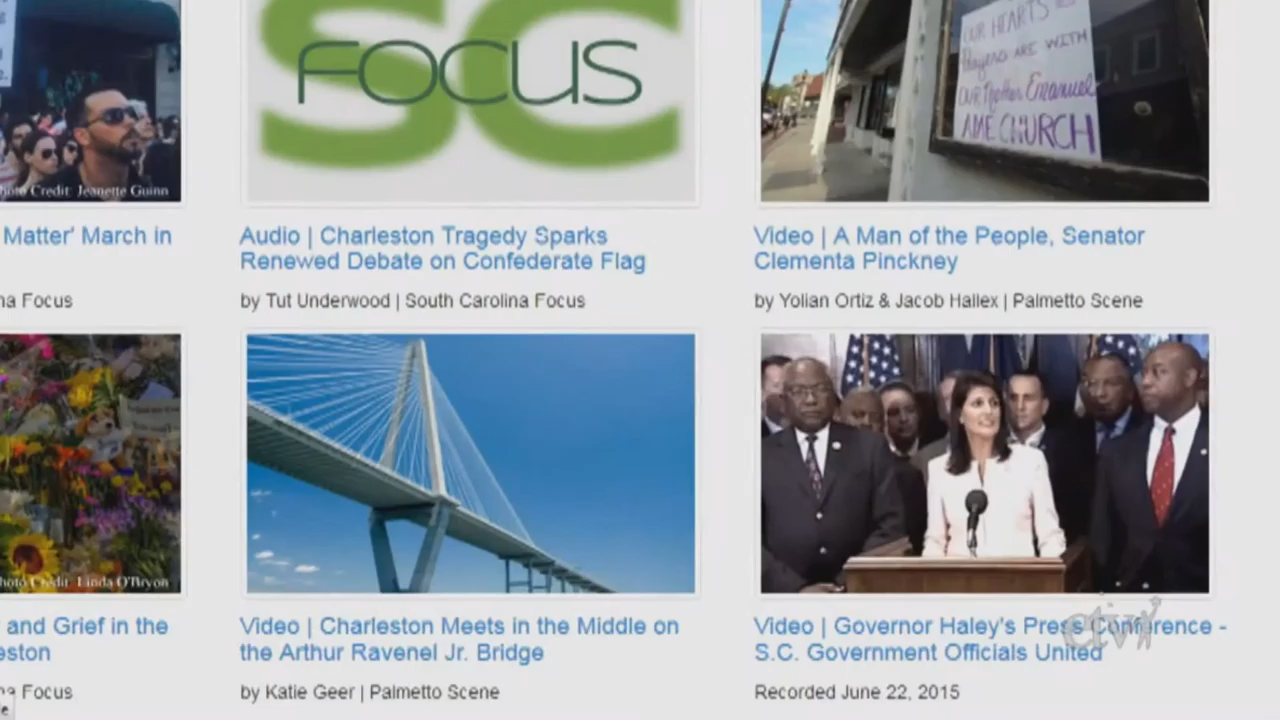 hoto Credit: Jeanette Guinn
Matter' March in
na Focus
SC
FOCUS
Audio | Charleston Tragedy Sparks
Renewed Debate on Confederate Flag
by Tut Underwood | South Carolina Focus
OUR HEARTS
Prayers ARE WITH
OUR Mother Emanuel
AME CHURCH
Video | A Man of the People, Senator
Clementa Pinckney
by Yolian Ortiz & Jacob Hallex | Palmetto Scene
hoto Credit: Linda O'Bryon
and Grief in the
eston
na Focus
Video | Charleston Meets in the Middle on
the Arthur Ravenel Jr. Bridge
by Katie Geer | Palmetto Scene
Video | Governor Haley's Press Conference -
S.C. Government Officials United
Recorded June 22, 2015
etv